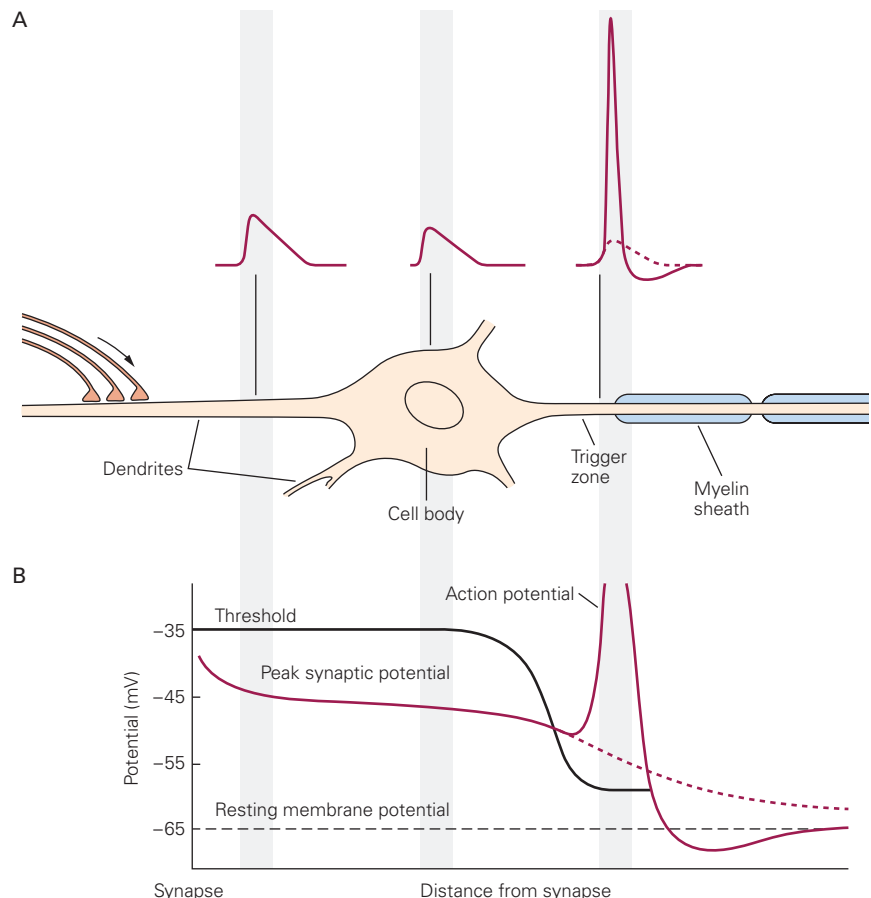 A
Dendrites
Cell body
Trigger
zone
Myelin
sheath
B
Action potential
Threshold
Peak synaptic potential
Resting membrane potential
Potential (mV)
−35
−45
−55
−65
Synapse
Distance from synapse